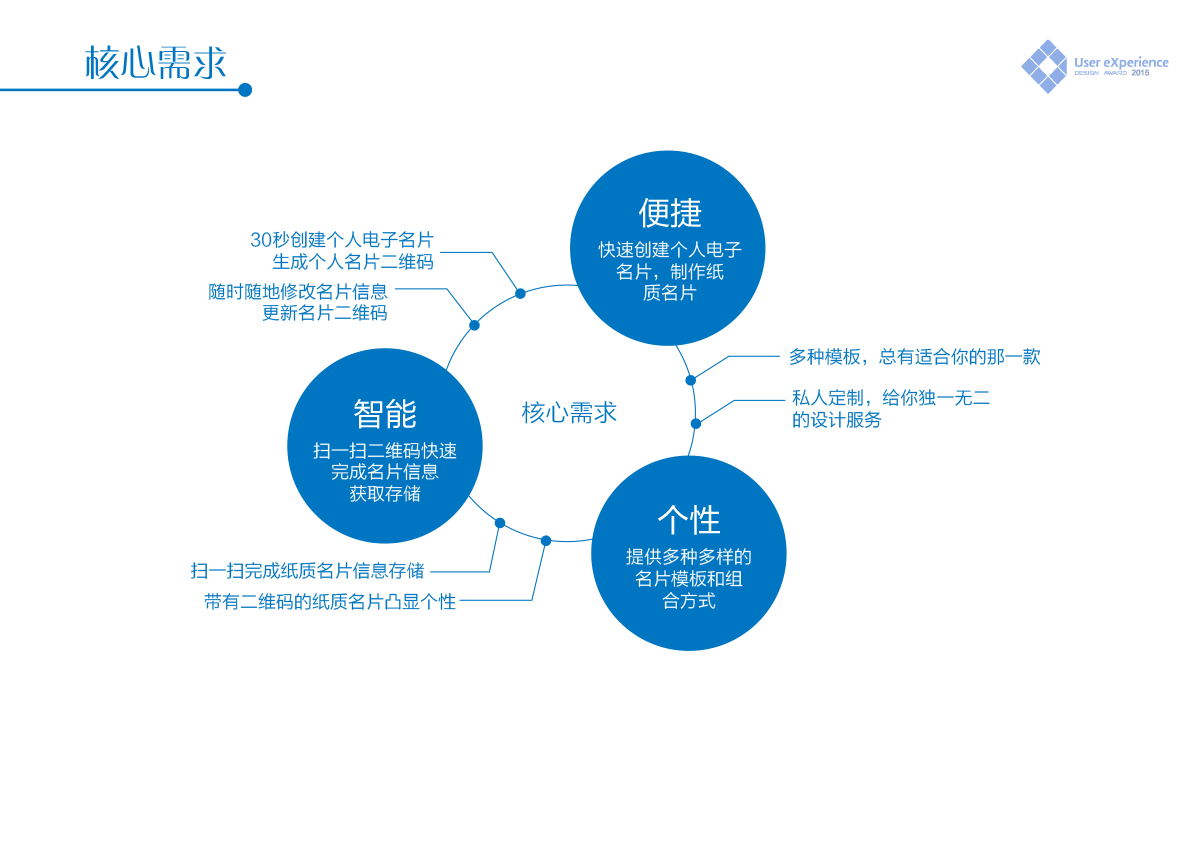 核心需求
User eXperience
DESIGN AWARD 2015
便捷
快速创建个人电子
名片，制作纸
质名片
30秒创建个人电子名片
生成个人名片二维码
随时随地修改名片信息
更新名片二维码
多种模板，总有适合你的那一款
私人定制，给你独一无二
的设计服务
核心需求
智能
扫一扫二维码快速
完成名片信息
获取存储
个性
提供多种多样的
名片模板和组
合方式
扫一扫完成纸质名片信息存储
带有二维码的纸质名片凸显个性